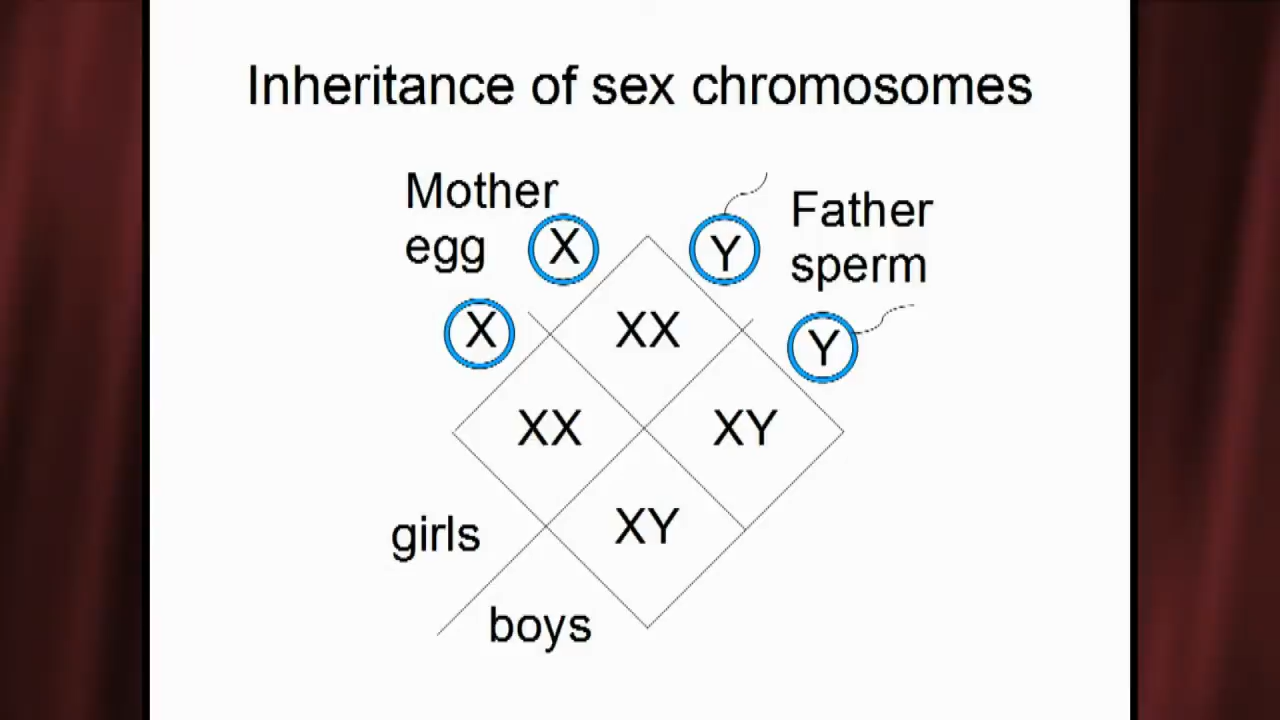 Inheritance of sex chromosomes
Mother
egg
X
Y
Father
sperm
X
XX
Y
XX
XY
girls
XY
boys